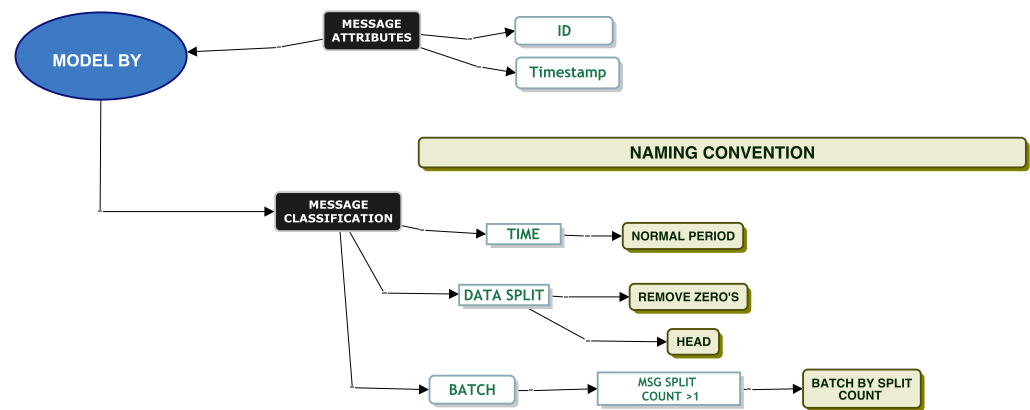 MESSAGE
ATTRIBUTES
ID
MODEL BY
Timestamp
NAMING CONVENTION
MESSAGE
CLASSIFICATION
TIME
NORMAL PERIOD
DATA SPLIT
REMOVE ZERO'S
HEAD
BATCH
MSG SPLIT
COUNT >1
BATCH BY SPLIT
COUNT